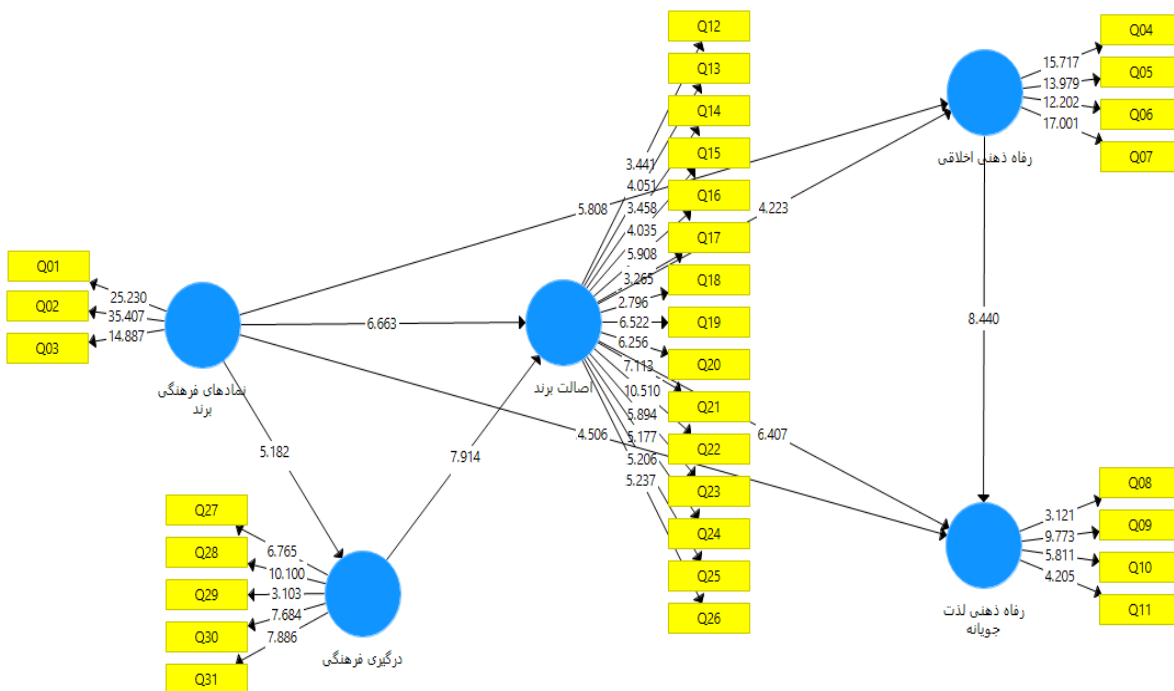 Q12
Q13
Q14
Q15
Q16
Q17
Q18
Q19
Q20
Q21
Q22
Q23
Q24
Q25
Q26
3.441
4.051
3.458
4.035
5.908
3.265
2.796
6.522
6.256
7.113
10.510
5.894
5.177
5.206
5.237
Q04
Q05
Q06
Q07
15.717
13.979
12.202
17.001
رفاه ذهنی اخلاقی
5.808
4.223
Q01
Q02
Q03
25.230
35.407
14.887
نمادهای فرهنگی
برند
6.663
اصالت برند
8.440
5.182
7.914
4.506
6.407
Q27
Q28
Q29
Q30
Q31
6.765
10.100
3.103
7.684
7.886
درگیری فرهنگی
Q08
Q09
Q10
Q11
3.121
9.773
5.811
4.205
رفاه ذهنی لذت
جویانه